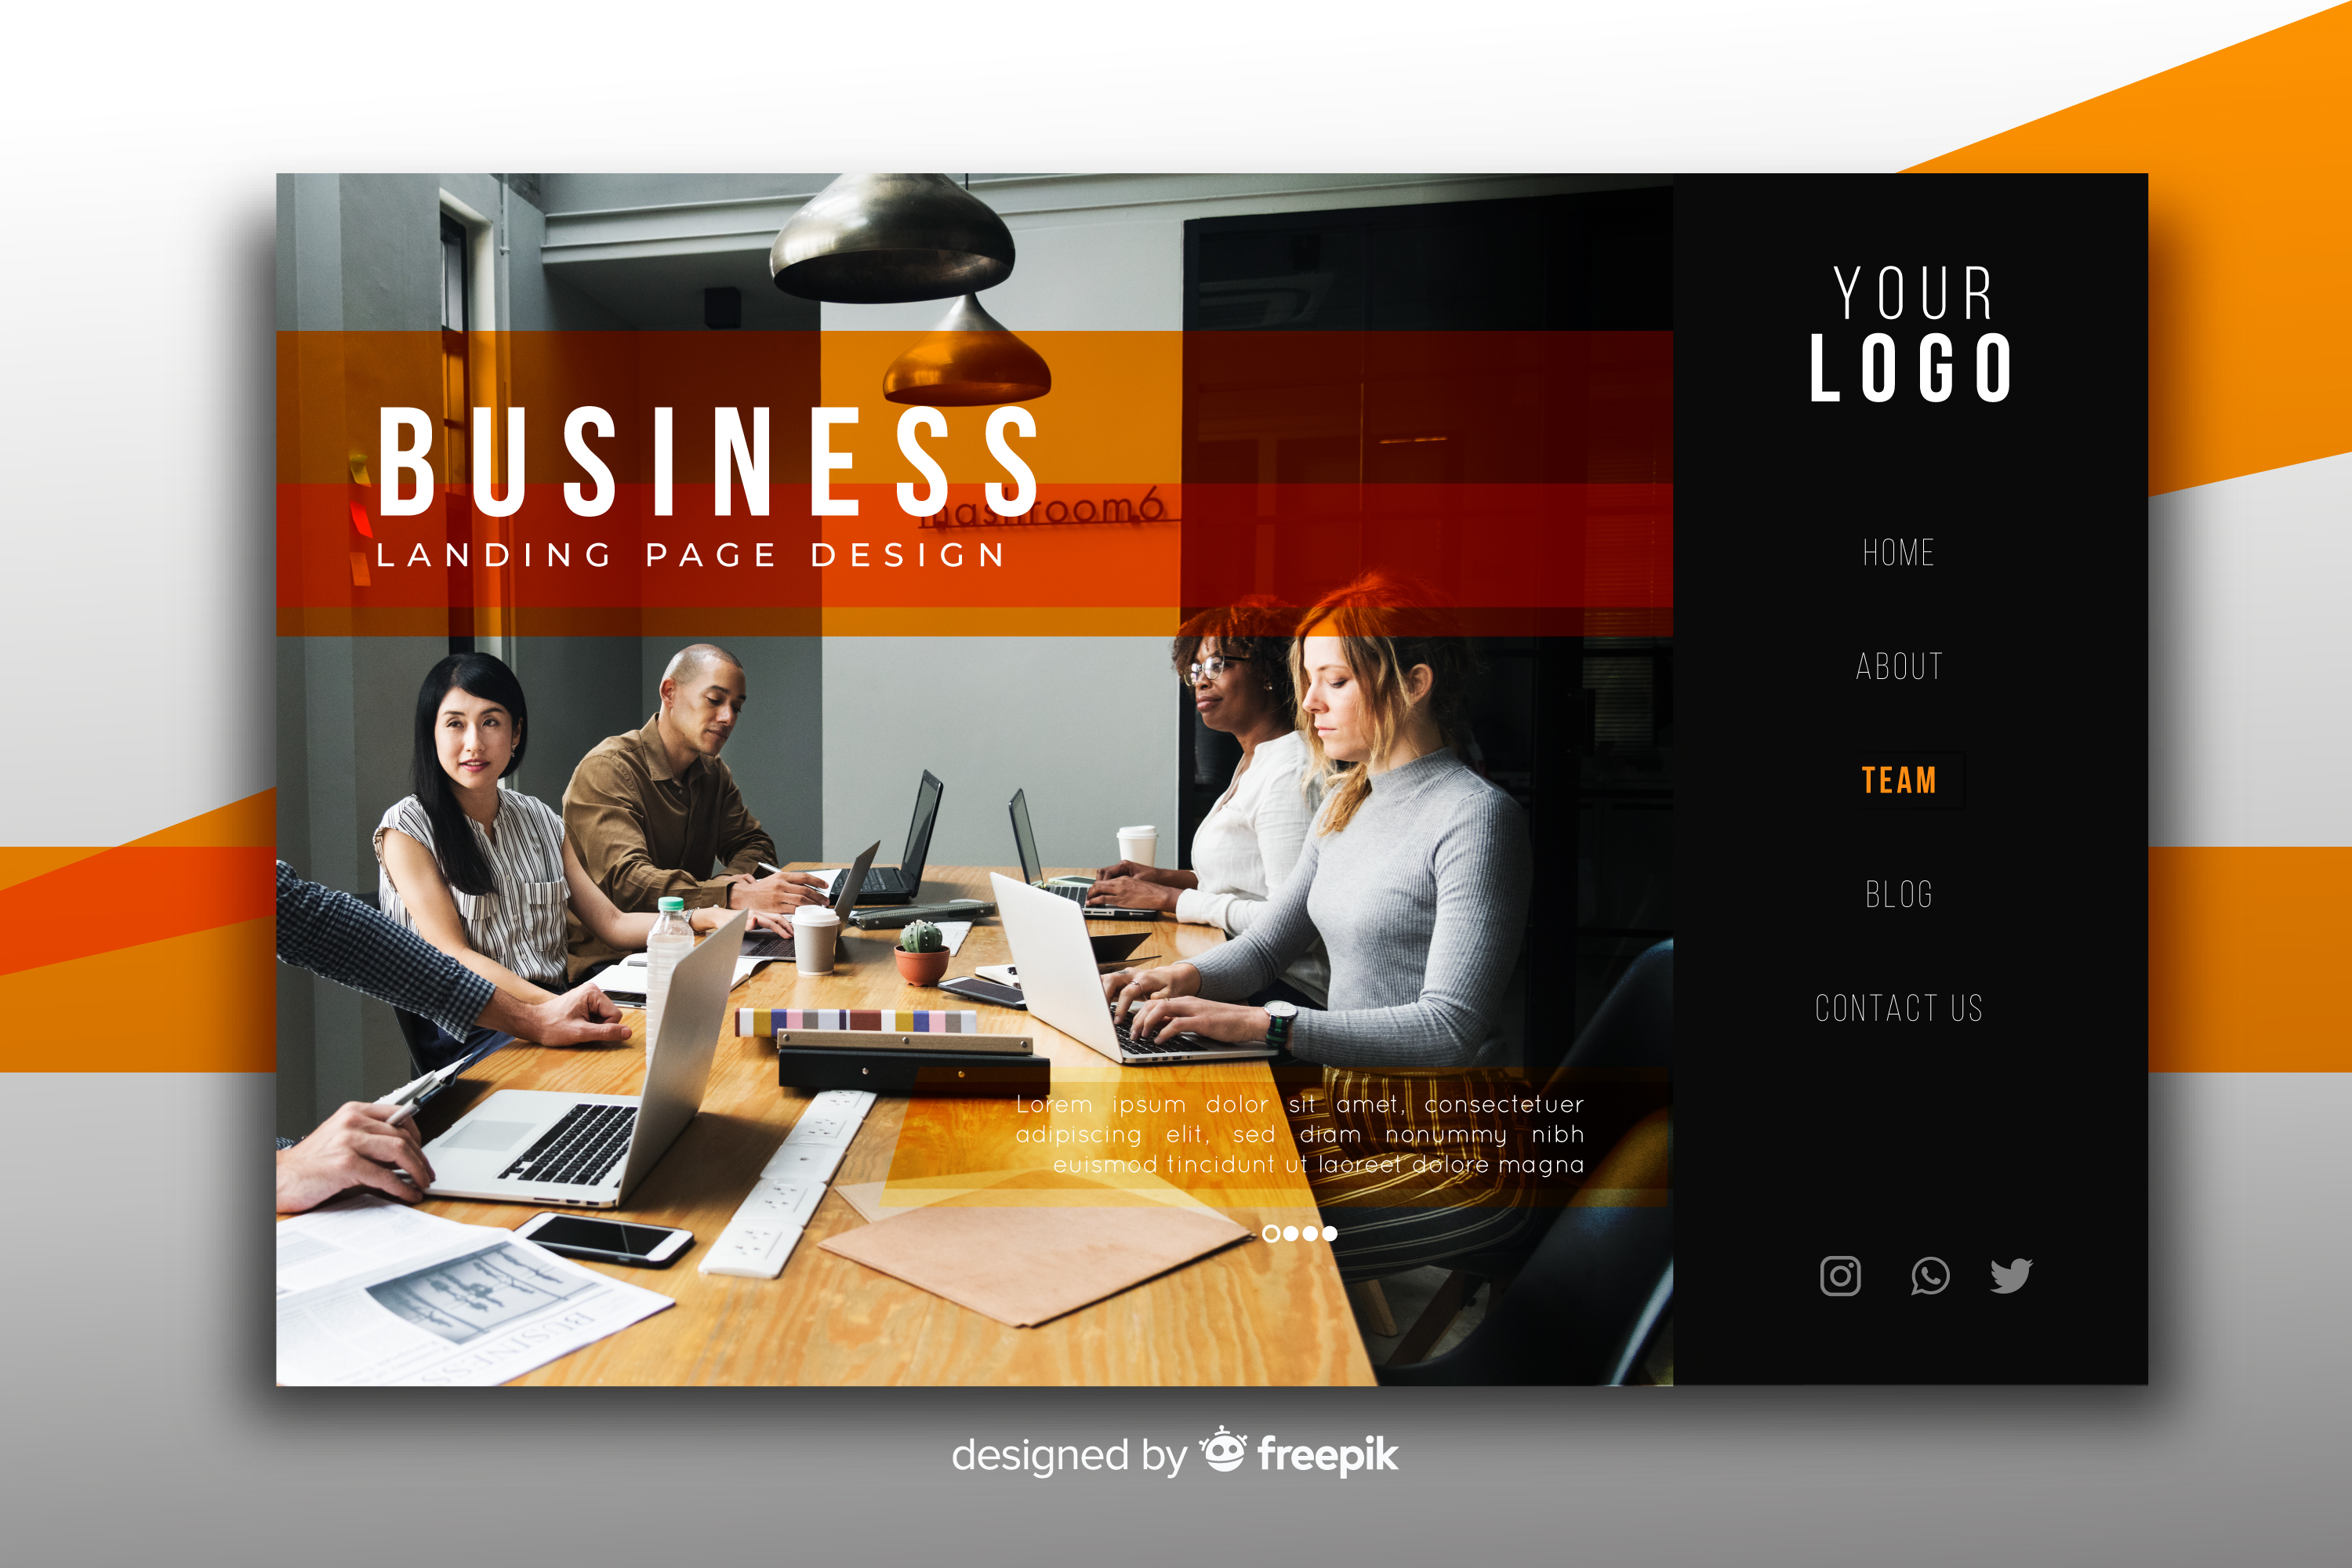 BUSINESS
mashroom6
LANDING PAGE DESIGN
Lorem ipsum dolor sit amet, consectetuer
adipiscing elit, sed diam nonummy nibh
euismod tincidunt ut laoreet dolore magna
BUSINESS
YOUR
LOGO
HOME
ABOUT
TEAM
BLOG
CONTACT US
designed by freepik